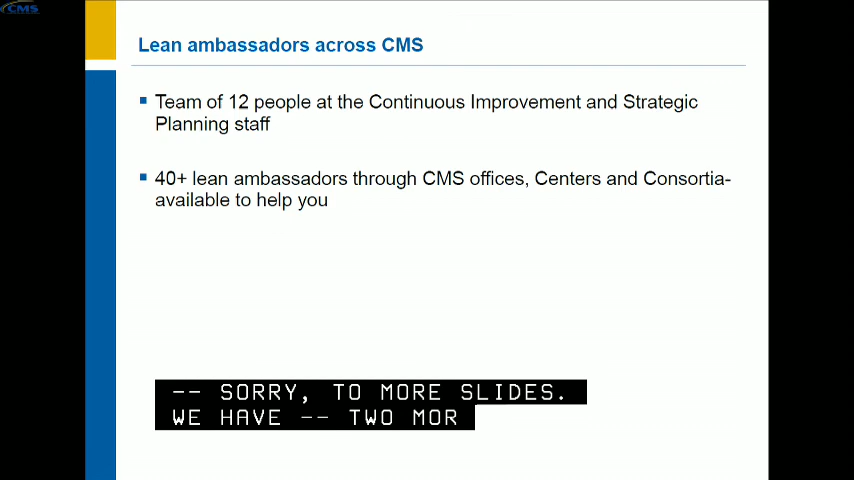 CMS
Lean ambassadors across CMS
Team of 12 people at the Continuous Improvement and Strategic
Planning staff
40+ lean ambassadors through CMS offices, Centers and Consortia-
available to help you
-- SORRY, TO MORE SLIDES.
WE HAVE -- TWO MOR